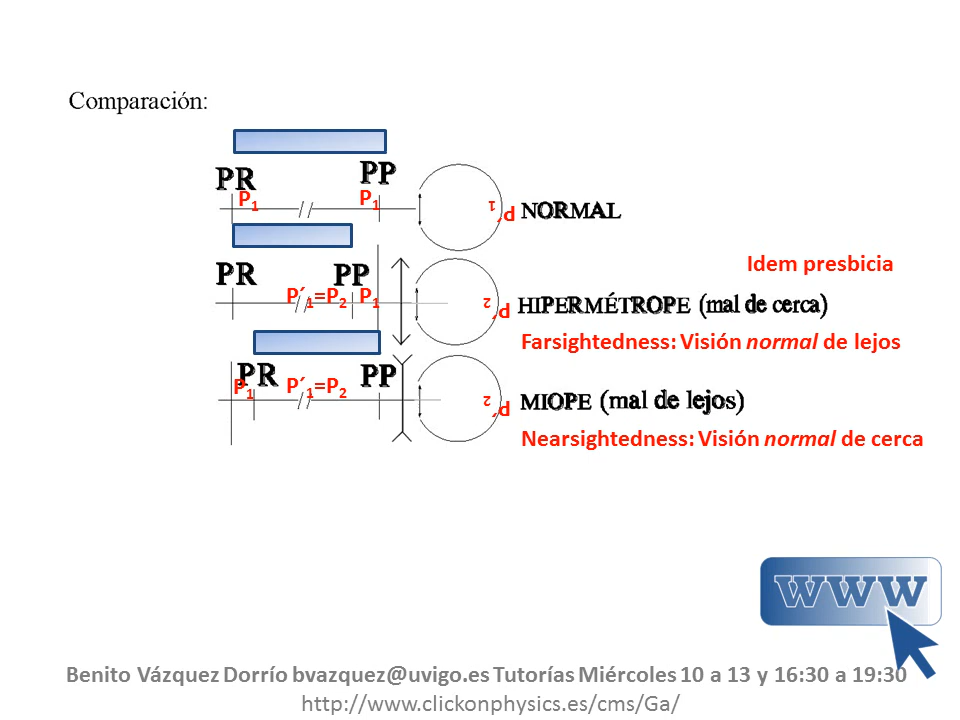 Comparación:
PR PP
P1 P1
P´1 NORMAL
Idem presbicia
PR PP
P´1=P2 P1
P´2 HIPERMÉTROPE (mal de cerca)
Farsightedness: Visión normal de lejos
PR PP
P1 P´1=P2
P´2 MIOPE (mal de lejos)
Nearsightedness: Visión normal de cerca
WWW
Benito Vázquez Dorrío bvazquez@uvigo.es Tutorías Miércoles 10 a 13 y 16:30 a 19:30
http://www.clickonphysics.es/cms/Ga/